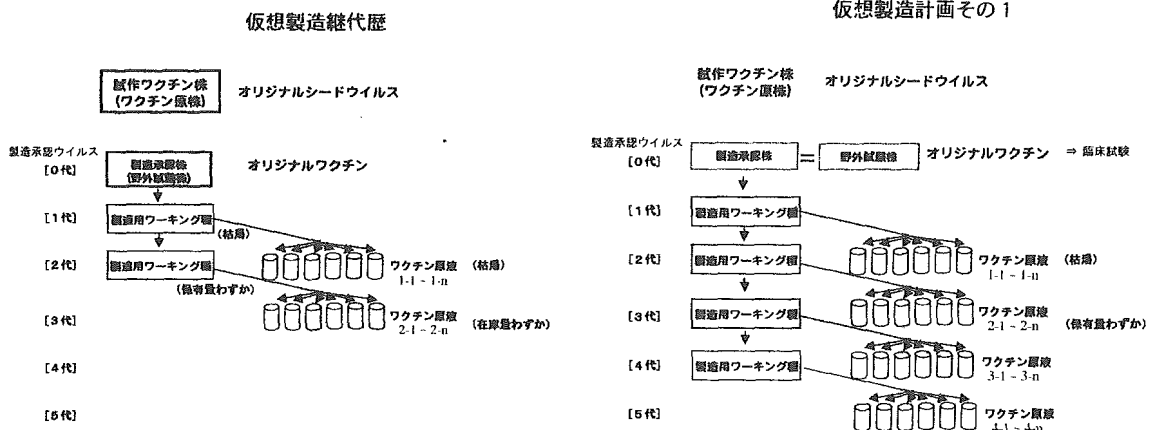 仮想製造継代歴
試作ワクチン株
(ワクチン原株)
オリジナルシードウイルス
製造承認ウイルス
[0代]
製造承認株
(野外試験株)
オリジナルワクチン
[1代]
製造用ワーキング種
(枯渇)
[2代]
製造用ワーキング種
(保有量わずか)
ワクチン原液
1-1 ~ 1-n
(枯渇)
[3代]
ワクチン原液
2-1 ~ 2-n
(在庫量わずか)
[4代]
[5代]
仮想製造計画その1
試作ワクチン株
(ワクチン原株)
オリジナルシードウイルス
製造承認ウイルス
[0代]
製造承認株
=
野外試験株
オリジナルワクチン
⇒ 臨床試験
[1代]
製造用ワーキング種
[2代]
製造用ワーキング種
ワクチン原液
1-1 ~ 1-n
(枯渇)
[3代]
製造用ワーキング種
ワクチン原液
2-1 ~ 2-n
(保有量わずか)
[4代]
製造用ワーキング種
ワクチン原液
3-1 ~ 3-n
[5代]
ワクチン原液
4-1 ~ 4-n